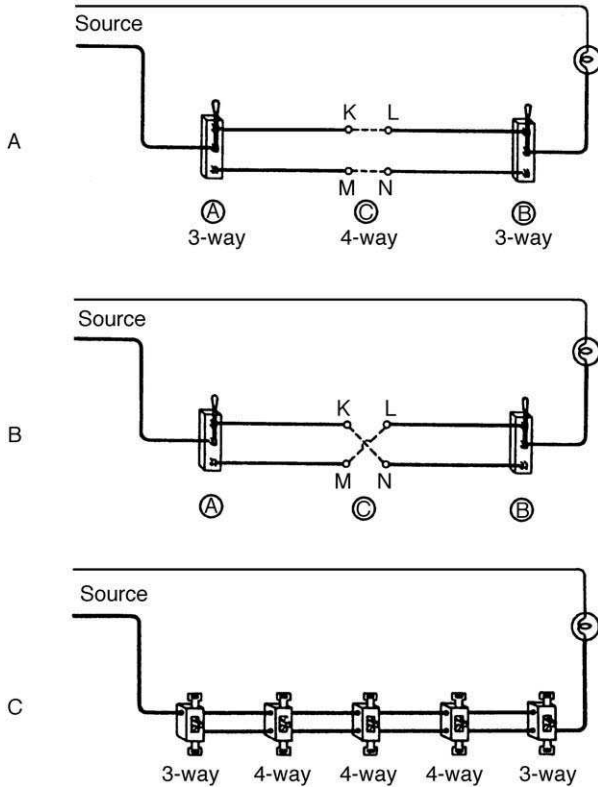 Source
A
K L
M N
Ⓐ Ⓒ Ⓑ
3-way 4-way 3-way
Source
B
K L
M N
Ⓐ Ⓒ Ⓑ
Source
C
3-way 4-way 4-way 4-way 3-way